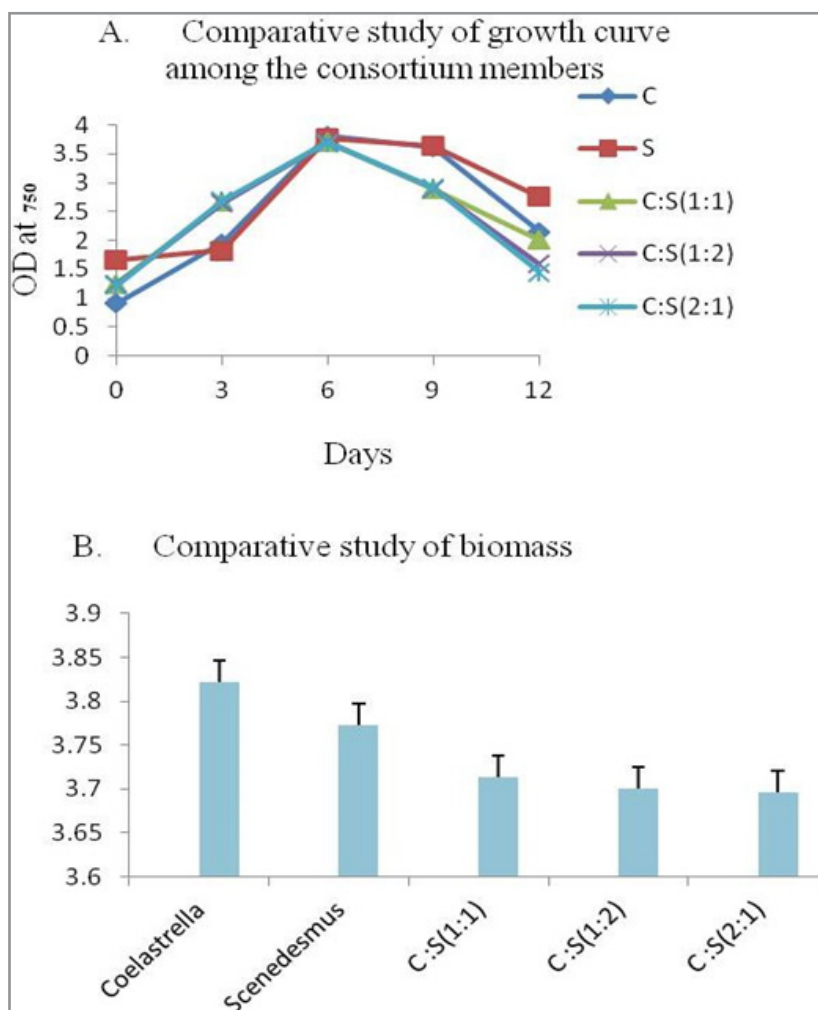 A. Comparative study of growth curve
among the consortium members
C
S
C:S(1:1)
C:S(1:2)
C:S(2:1)
OD at 750
4
3.5
3
2.5
2
1.5
1
0.5
0
0 3 6 9 12
Days
B. Comparative study of biomass
3.9
3.85
3.8
3.75
3.7
3.65
3.6
Coelastrella
Scenedesmus
C:S(1:1)
C:S(1:2)
C:S(2:1)